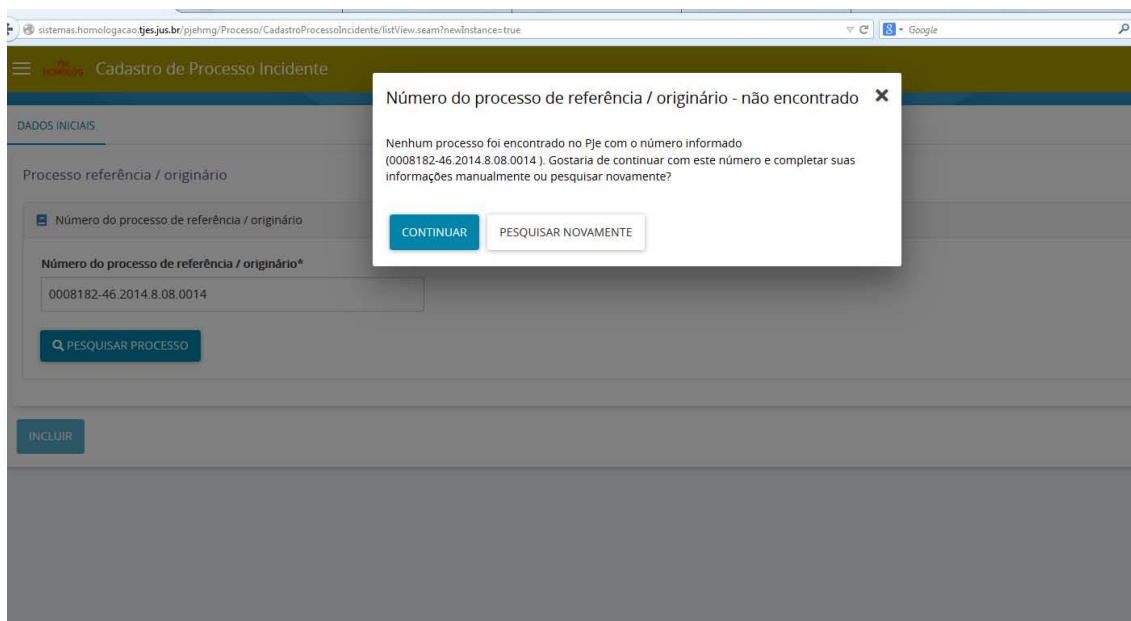 sistemas.homologacao.tjes.jus.br/pjehmg/Processo/CadastroProcessoIncidente/listView.seam?newInstance=true
Google
HOMOLOG
Cadastro de Processo Incidente
DADOS INICIAIS
Processo referência / originário
Número do processo de referência / originário
Número do processo de referência / originário*
0008182-46.2014.8.08.0014
PESQUISAR PROCESSO
INCLUIR
Número do processo de referência / originário - não encontrado
Nenhum processo foi encontrado no PJe com o número informado
(0008182-46.2014.8.08.0014 ). Gostaria de continuar com este número e completar suas
informações manualmente ou pesquisar novamente?
CONTINUAR
PESQUISAR NOVAMENTE